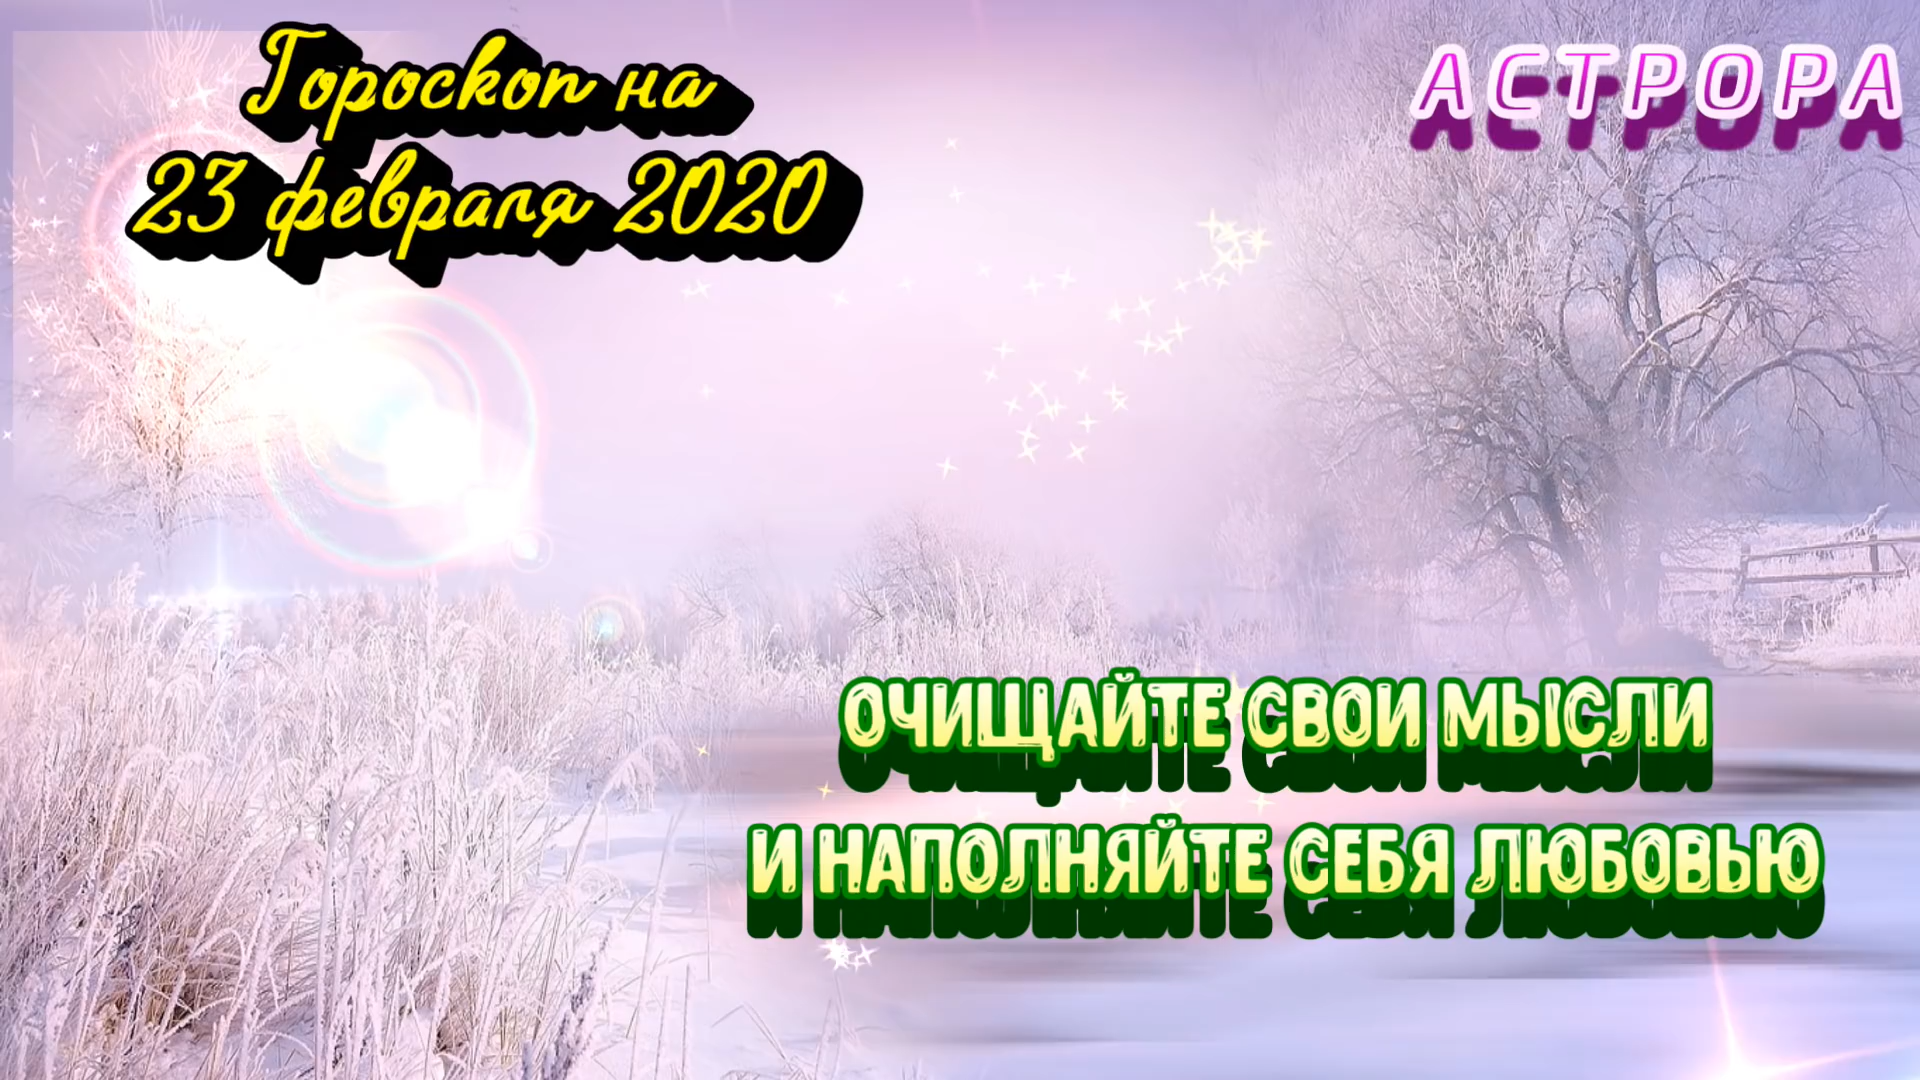 Гороскоп на
23 февраля 2020
АСТРОРА
ОЧИЩАЙТЕ СВОИ МЫСЛИ
И НАПОЛНЯЙТЕ СЕБЯ ЛЮБОВЬЮ